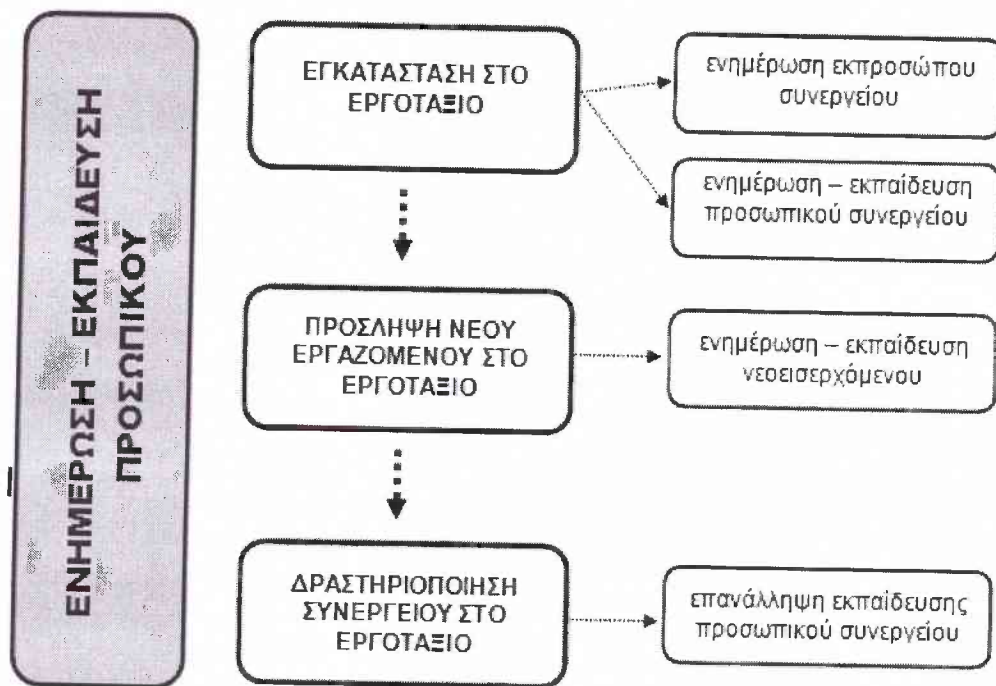 ΕΝΗΜΕΡΩΣΗ – ΕΚΠΑΙΔΕΥΣΗ
ΠΡΟΣΩΠΙΚΟΥ
ΕΓΚΑΤΑΣΤΑΣΗ ΣΤΟ
ΕΡΓΟΤΑΞΙΟ
ενημέρωση εκπροσώπου
συνεργείου
ενημέρωση – εκπαίδευση
προσωπικού συνεργείου
ΠΡΟΣΛΗΨΗ ΝΕΟΥ
ΕΡΓΑΖΟΜΕΝΟΥ ΣΤΟ
ΕΡΓΟΤΑΞΙΟ
ενημέρωση – εκπαίδευση
νεοεισερχόμενου
ΔΡΑΣΤΗΡΙΟΠΟΙΗΣΗ
ΣΥΝΕΡΓΕΙΟΥ ΣΤΟ
ΕΡΓΟΤΑΞΙΟ
επανάλληψη εκπαίδευσης
προσωπικού συνεργείου